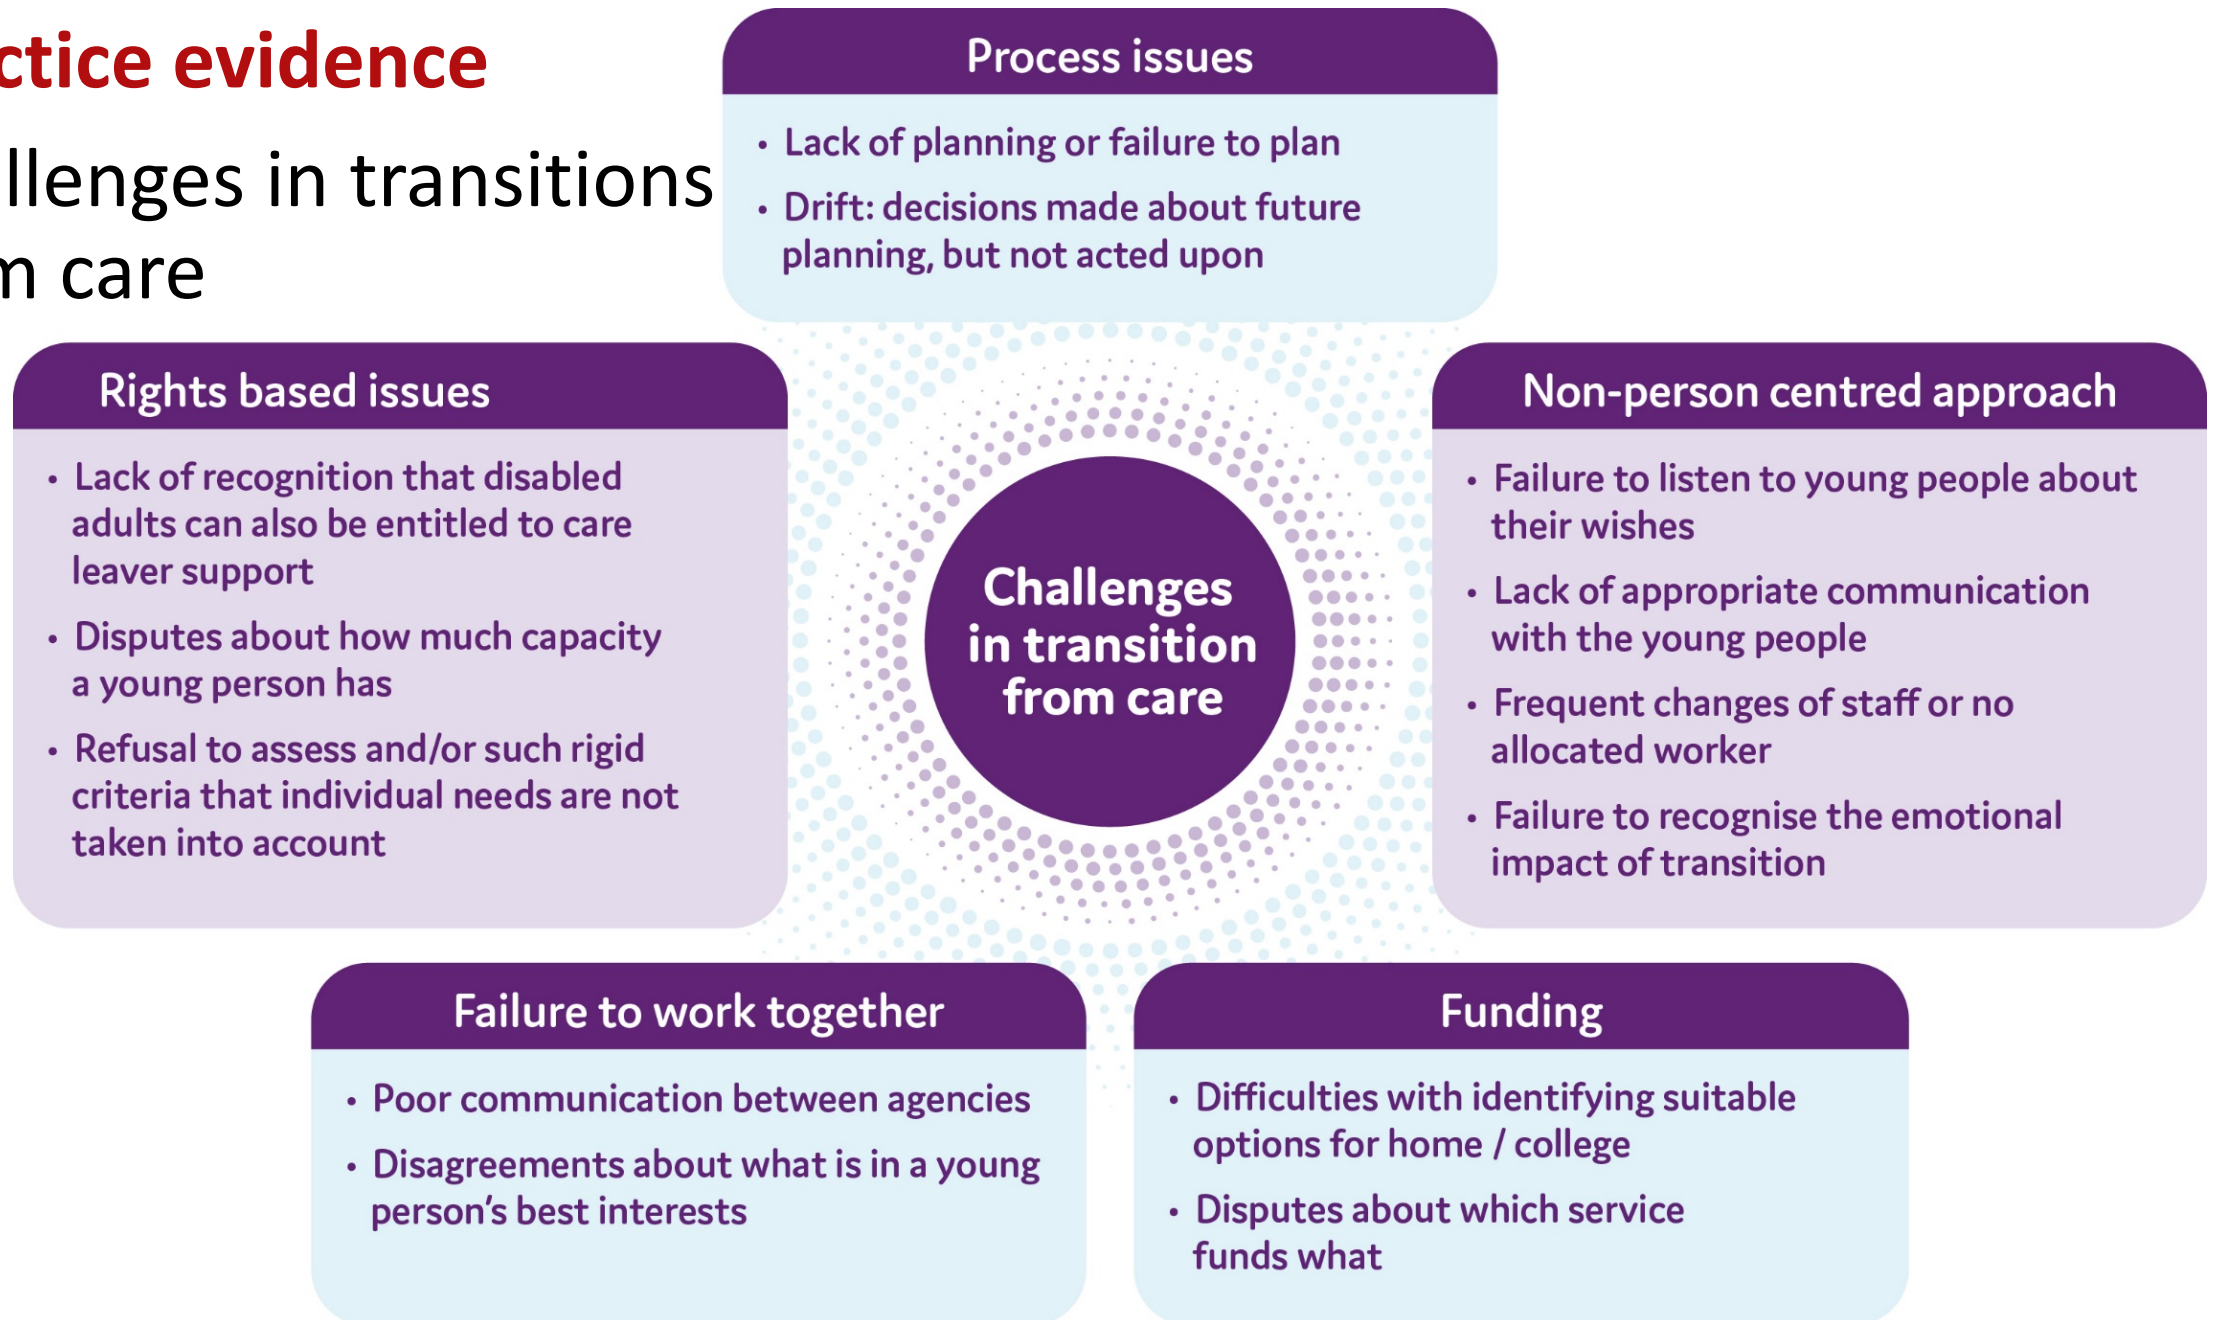 ctice evidence
llenges in transitions
m care
Process issues
• Lack of planning or failure to plan
• Drift: decisions made about future
planning, but not acted upon
Rights based issues
• Lack of recognition that disabled
adults can also be entitled to care
leaver support
• Disputes about how much capacity
a young person has
• Refusal to assess and/or such rigid
criteria that individual needs are not
taken into account
Challenges
in transition
from care
Non-person centred approach
• Failure to listen to young people about
their wishes
• Lack of appropriate communication
with the young people
• Frequent changes of staff or no
allocated worker
• Failure to recognise the emotional
impact of transition
Failure to work together
• Poor communication between agencies
• Disagreements about what is in a young
person's best interests
Funding
• Difficulties with identifying suitable
options for home / college
• Disputes about which service
funds what